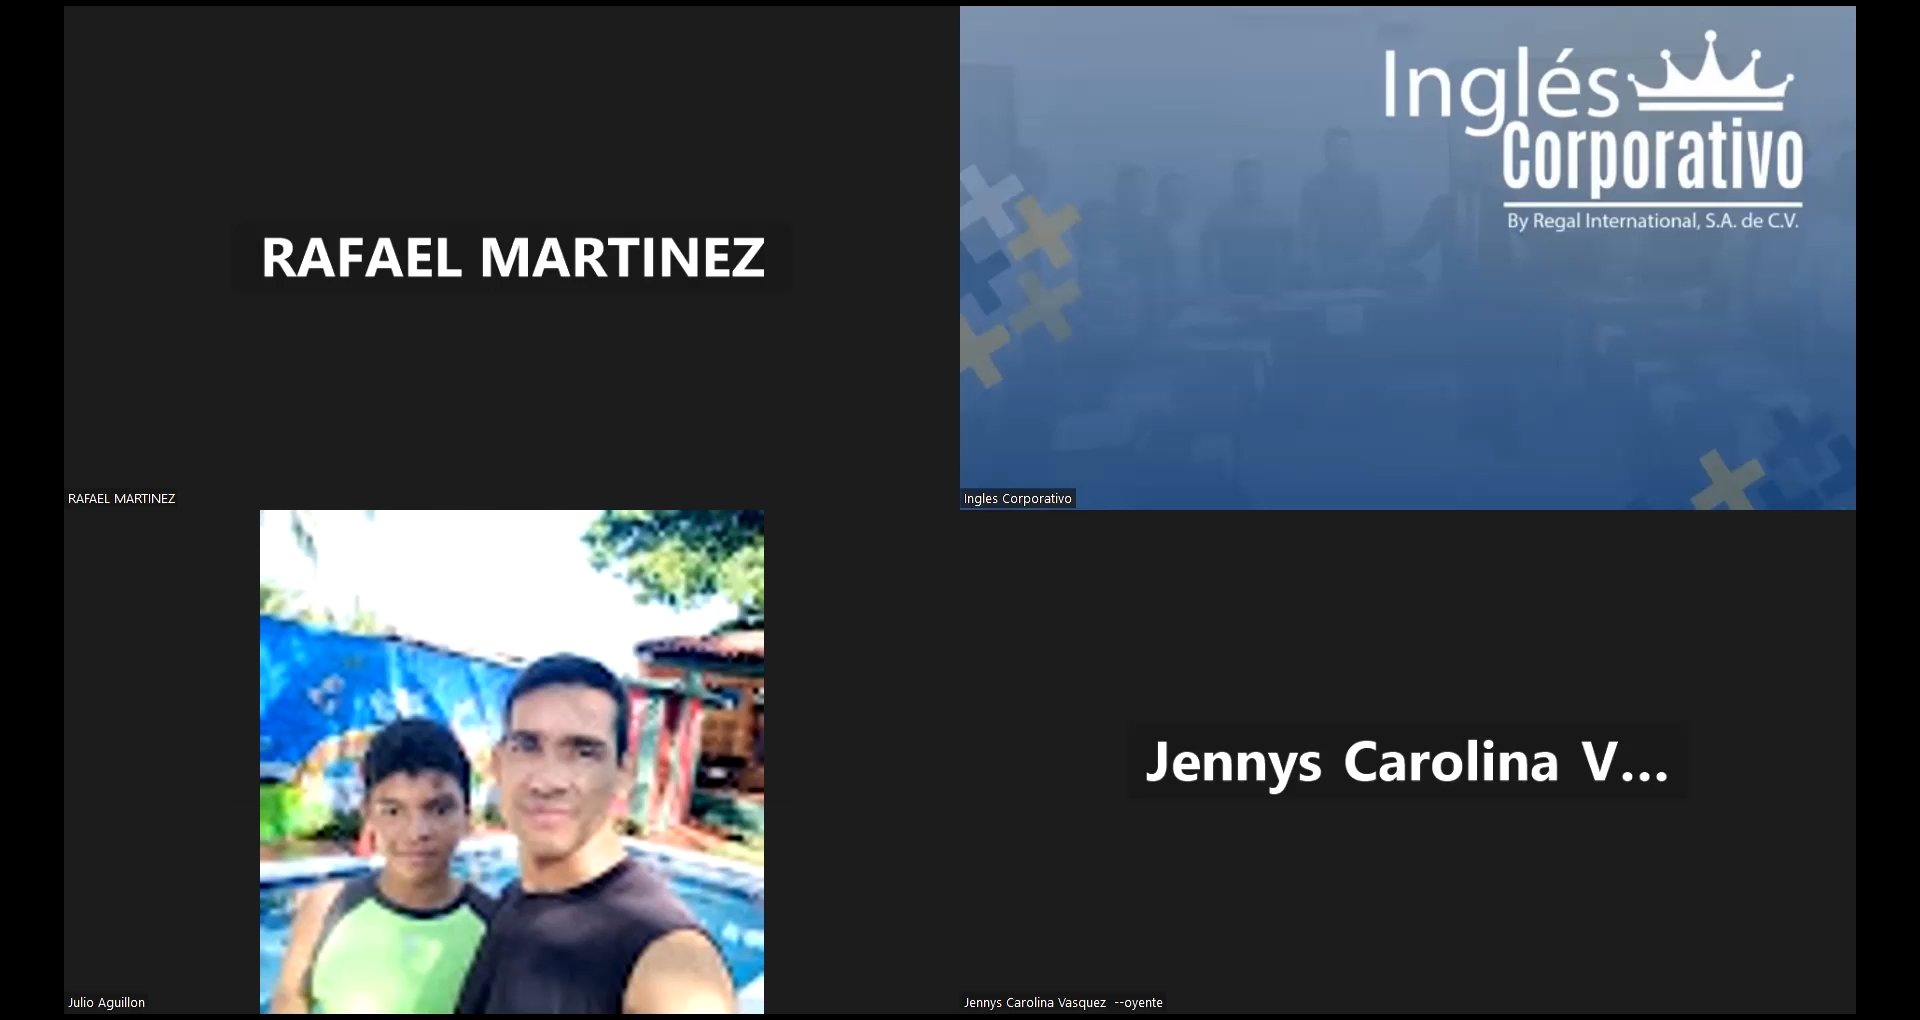 RAFAEL MARTINEZ
RAFAEL MARTINEZ
Inglés
Corporativo
By Regal International, S.A. de C.V.
Ingles Corporativo
Julio Aguillon
Jennys Carolina V...
Jennys Carolina Vasquez --oyente